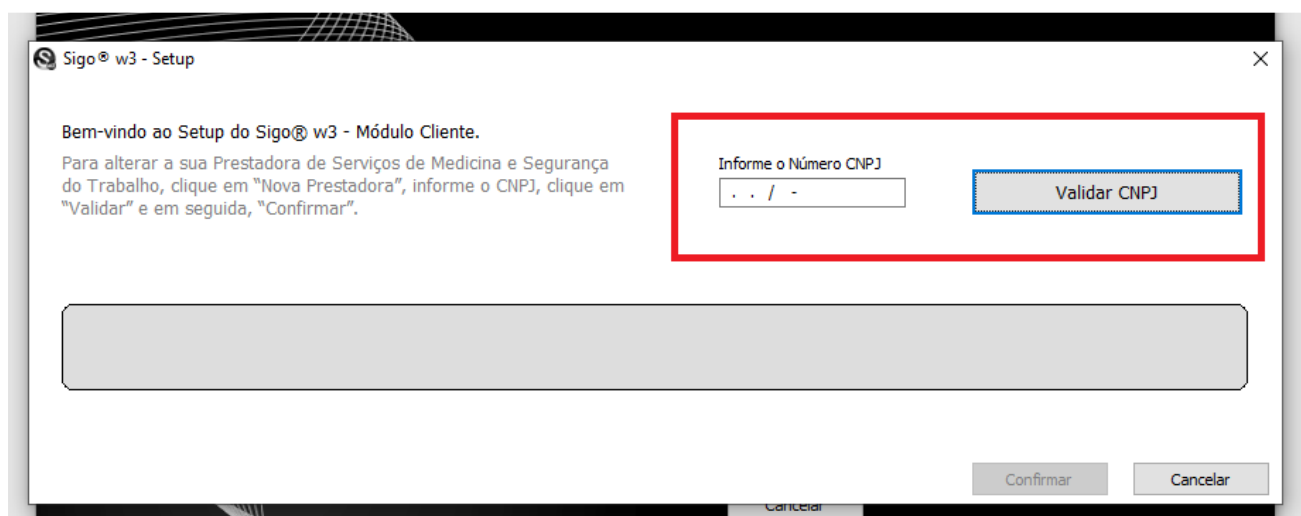 Sigo® w3 - Setup
Bem-vindo ao Setup do Sigo® w3 - Módulo Cliente.
Para alterar a sua Prestadora de Serviços de Medicina e Segurança
do Trabalho, clique em "Nova Prestadora", informe o CNPJ, clique em
"Validar" e em seguida, "Confirmar".
Informe o Número CNPJ
. . / -
Validar CNPJ
Confirmar
Cancelar
Cancelar